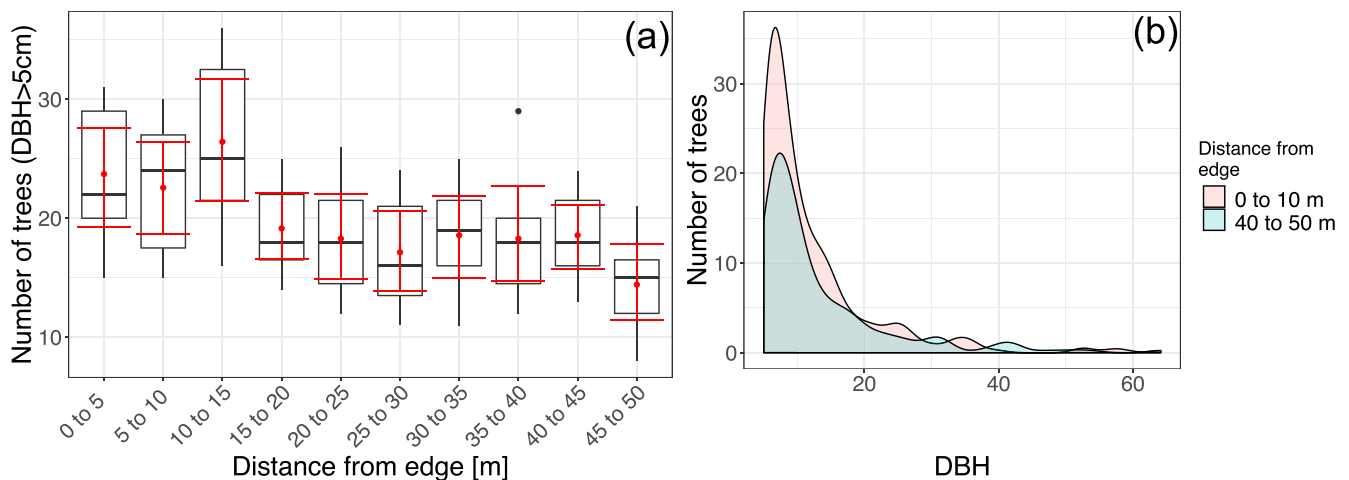 (a)
Number of trees (DBH>5cm)
30
20
10
0 to 5
5 to 10
10 to 15
15 to 20
20 to 25
25 to 30
30 to 35
35 to 40
40 to 45
45 to 50
Distance from edge [m]
(b)
Number of trees
30
20
10
0
20
40
60
DBH
Distance from
edge
0 to 10 m
40 to 50 m